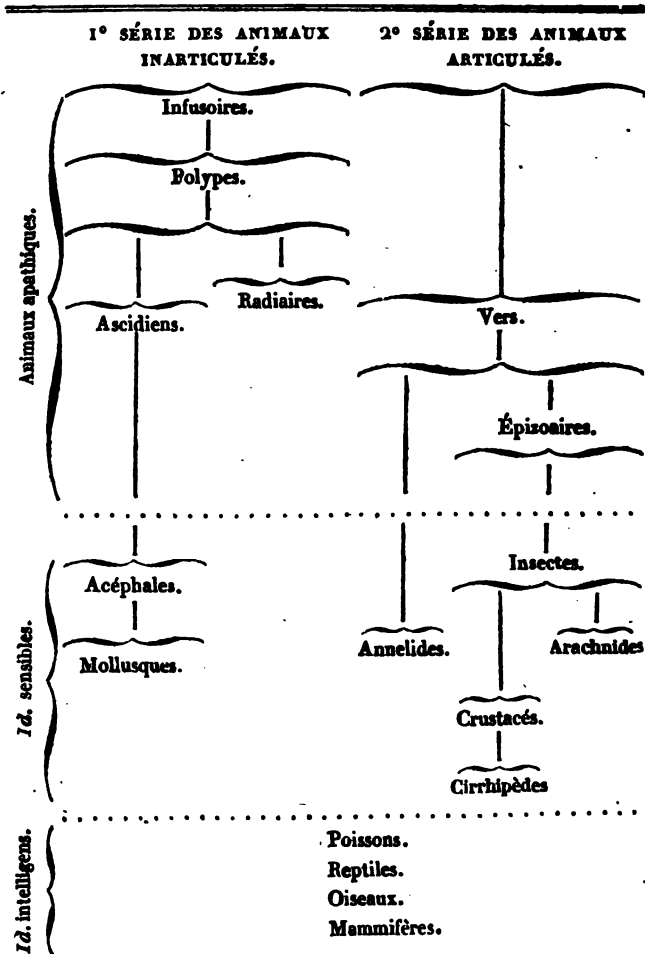 1° SÉRIE DES ANIMAUX
INARTICULÉS.
2° SÉRIE DES ANIMAUX
ARTICULÉS.
Animaux apathiques.
Infusoires.
Polypes.
Radiaires.
Ascidiens.
Vers.
Épizoaires.
Id. sensibles.
Acéphales.
Mollusques.
Insectes.
Annelides.
Arachnides
Crustacés.
Cirrhipèdes
Id. intelligens.
Poissons.
Reptiles.
Oiseaux.
Mammifères.